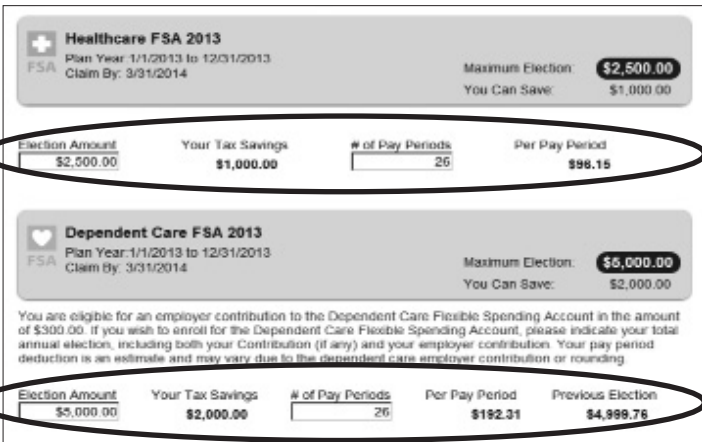 Healthcare FSA 2013
FSA
Plan Year 1/1/2013 to 12/31/2013
Claim By: 3/31/2014
Maximum Election: $2,500.00
You Can Save: $1,000.00
Election Amount Your Tax Savings # of Pay Periods Per Pay Period
$2,500.00 $1,000.00 26 $96.15
Dependent Care FSA 2013
FSA
Plan Year:1/1/2013 to 12/31/2013
Claim By: 3/31/2014
Maximum Election: $5,000.00
You Can Save: $2,000.00
You are eligible for an employer contribution to the Dependent Care Flexible Spending Account in the amount
of $300.00. If you wish to enroll for the Dependent Care Flexible Spending Account, please indicate your total
annual election, including both your Contribution (if any) and your employer contribution. Your pay period
deduction is an estimate and may vary due to the dependent care employer contribution or rounding.
Election Amount Your Tax Savings # of Pay Periods Per Pay Period Previous Election
$5,000.00 $2,000.00 26 $192.31 $4,999.76